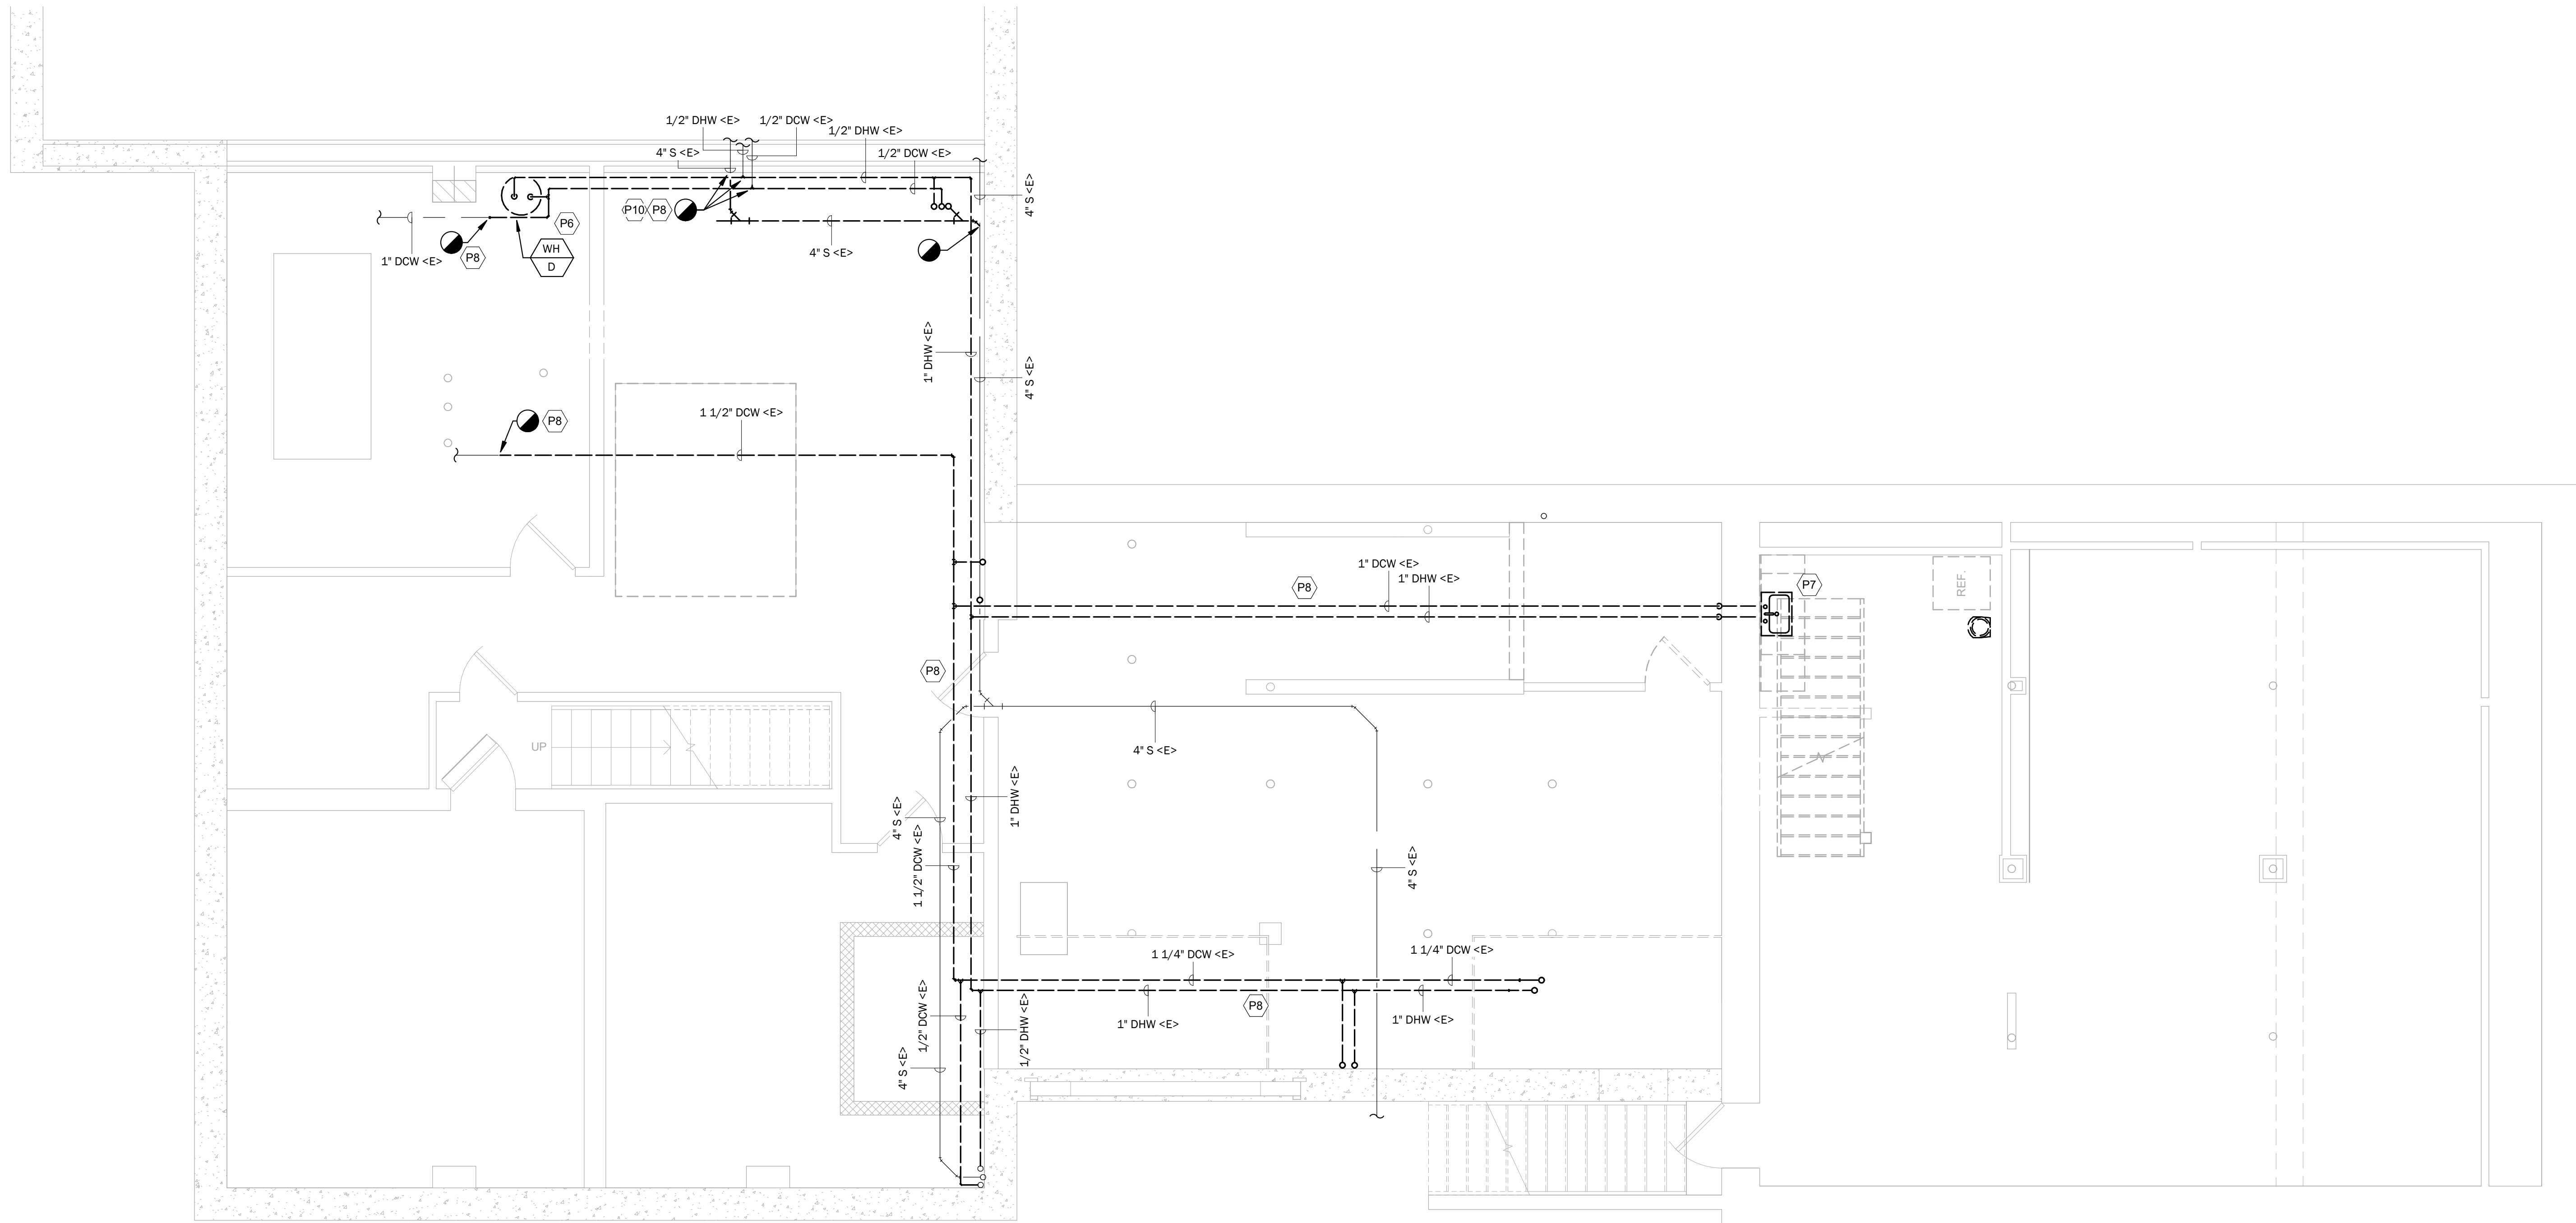 1/2" DHW <E>
1/2" DCW <E>
1/2" DHW <E>
4" S <E>
1/2" DCW <E>
4" S <E>
P10
P8
P6
WH
D
P8
1" DCW <E>
4" S <E>
1" DHW <E>
4" S <E>
1 1/2" DCW <E>
P8
1" DCW <E>
1" DHW <E>
P8
P7
REF.
P8
UP
4" S <E>
1" DHW <E>
4" S <E>
1 1/2" DCW <E>
4" S <E>
1 1/4" DCW <E>
1 1/4" DCW <E>
P8
1" DHW <E>
1" DHW <E>
1/2" DCW <E>
1/2" DHW <E>
4" S <E>